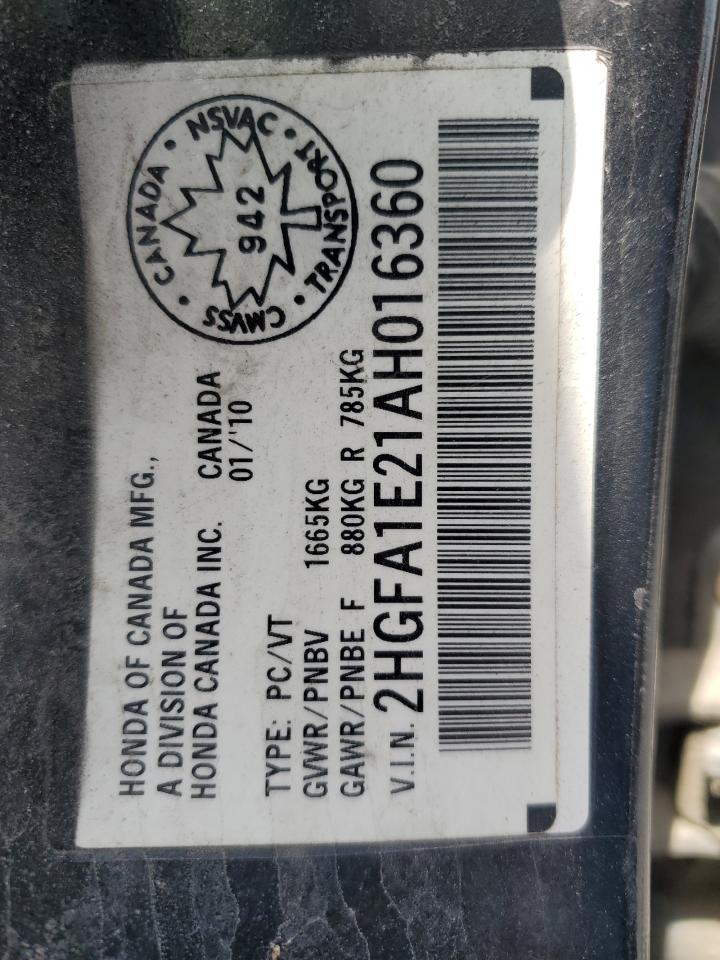 HONDA OF CANADA MFG.,
A DIVISION OF
HONDA CANADA INC. CANADA
01/'10
TYPE: PC/VT
GVWR/PNBV 1665KG
GAWR/PNBE F 880KG R 785KG
V.I.N. 2HGFA1E21AH016360
CANADA • NSVAC • TRANSPORT • CMVSS •
942